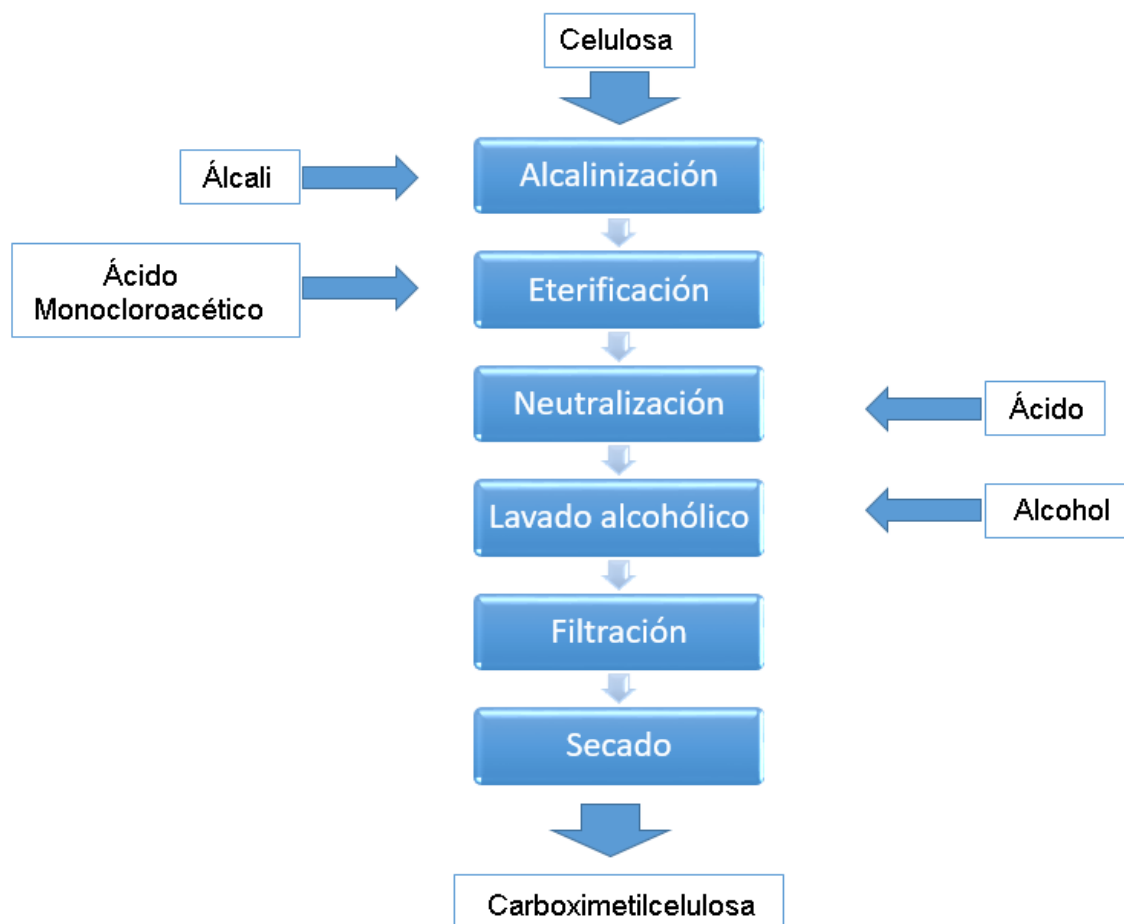 Celulosa
Álcali
Alcalinización
Ácido
Monocloroacético
Eterificación
Neutralización
Ácido
Lavado alcohólico
Alcohol
Filtración
Secado
Carboximetilcelulosa